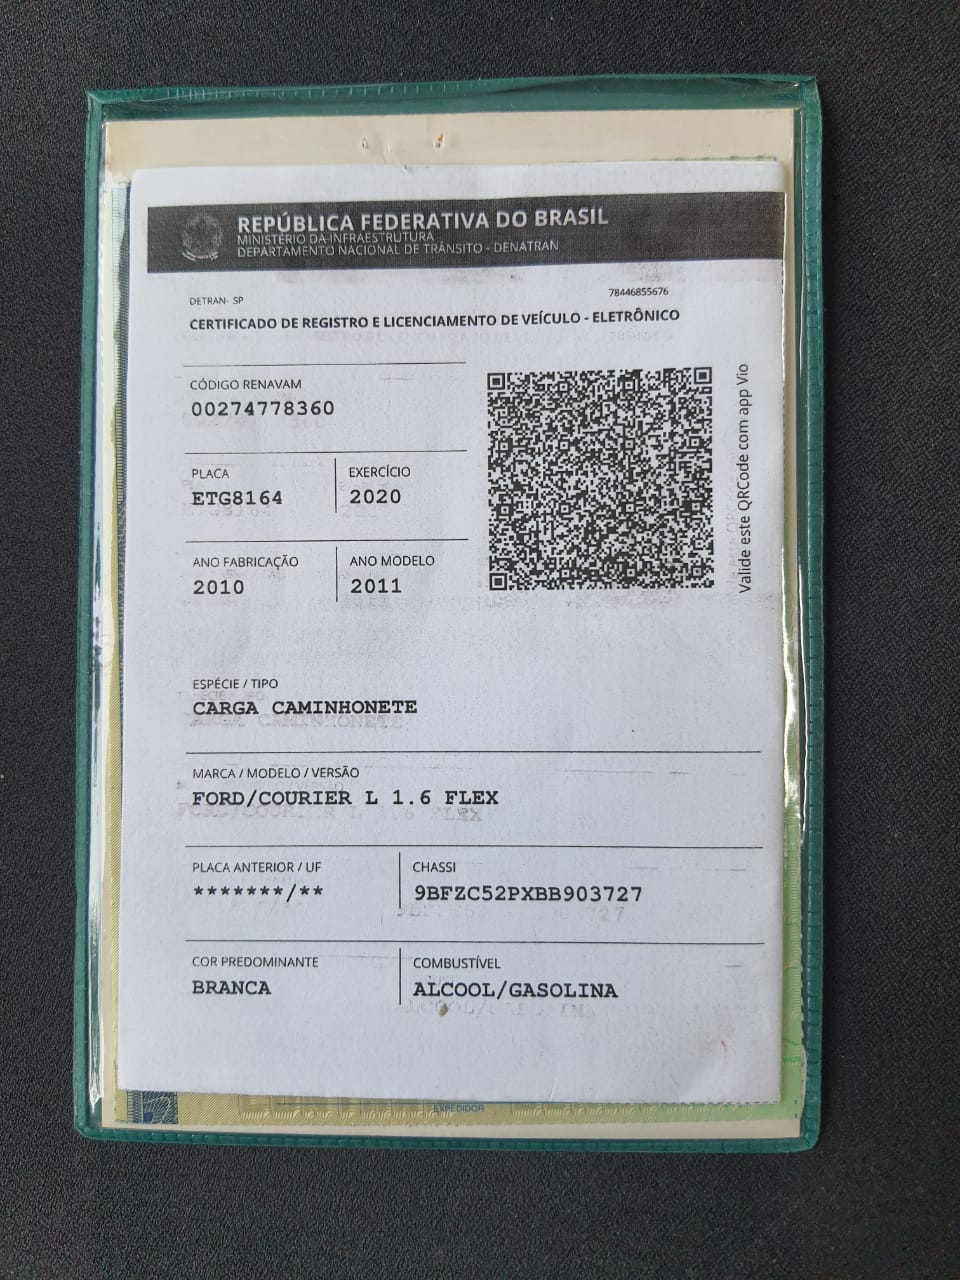 REPÚBLICA FEDERATIVA DO BRASIL
MINISTÉRIO DA INFRAESTRUTURA
DEPARTAMENTO NACIONAL DE TRÂNSITO - DENATRAN
DETRAN- SP
78446855676
CERTIFICADO DE REGISTRO E LICENCIAMENTO DE VEÍCULO - ELETRÔNICO
CÓDIGO RENAVAM
00274778360
PLACA
ETG8164
EXERCÍCIO
2020
ANO FABRICAÇÃO
2010
ANO MODELO
2011
Valide este QRCode com app Vio
ESPÉCIE / TIPO
CARGA CAMINHONETE
MARCA / MODELO / VERSÃO
FORD/COURIER L 1.6 FLEX
PLACA ANTERIOR / UF
*******/**
CHASSI
9BFZC52PXBB903727
COR PREDOMINANTE
BRANCA
COMBUSTÍVEL
ALCOOL/GASOLINA
EXPEDIDOR